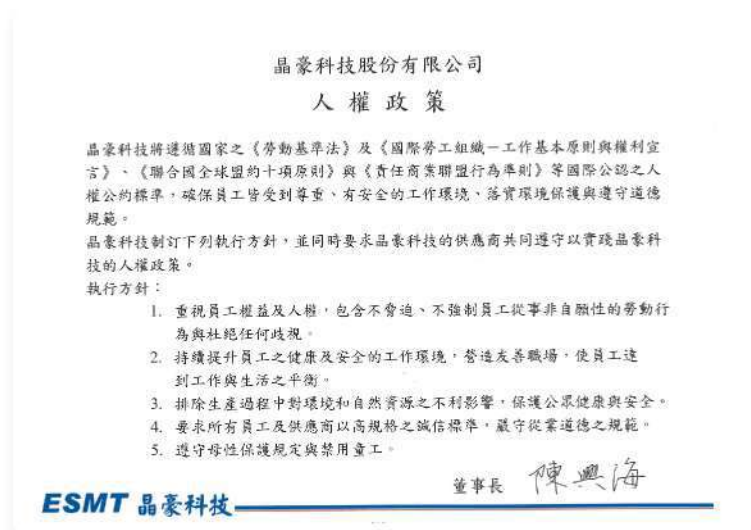 晶豪科技股份有限公司
人 權 政 策
晶豪科技將遵循國家之《勞動基準法》及《國際勞工組織－工作基本原則與權利宣
言》、《聯合國全球盟約十項原則》與《責任商業聯盟行為準則》等國際公認之人
權公約標準，確保員工皆受到尊重、有安全的工作環境、落實環境保護與遵守道德
規範。
晶豪科技制訂下列執行方針，並同時要求晶豪科技的供應商共同遵守以實踐晶豪科
技的人權政策。
執行方針：
1. 重視員工權益及人權，包含不脅迫、不強制員工從事非自願性的勞動行
為與杜絕任何歧視。
2. 持續提升員工之健康及安全的工作環境，營造友善職場，使員工達
到工作與生活之平衡。
3. 排除生產過程中對環境和自然資源之不利影響，保護公眾健康與安全。
4. 要求所有員工及供應商以高規格之誠信標準，嚴守從業道德之規範。
5. 遵守母性保護規定與禁用童工。
董事長 陳興海
ESMT 晶豪科技